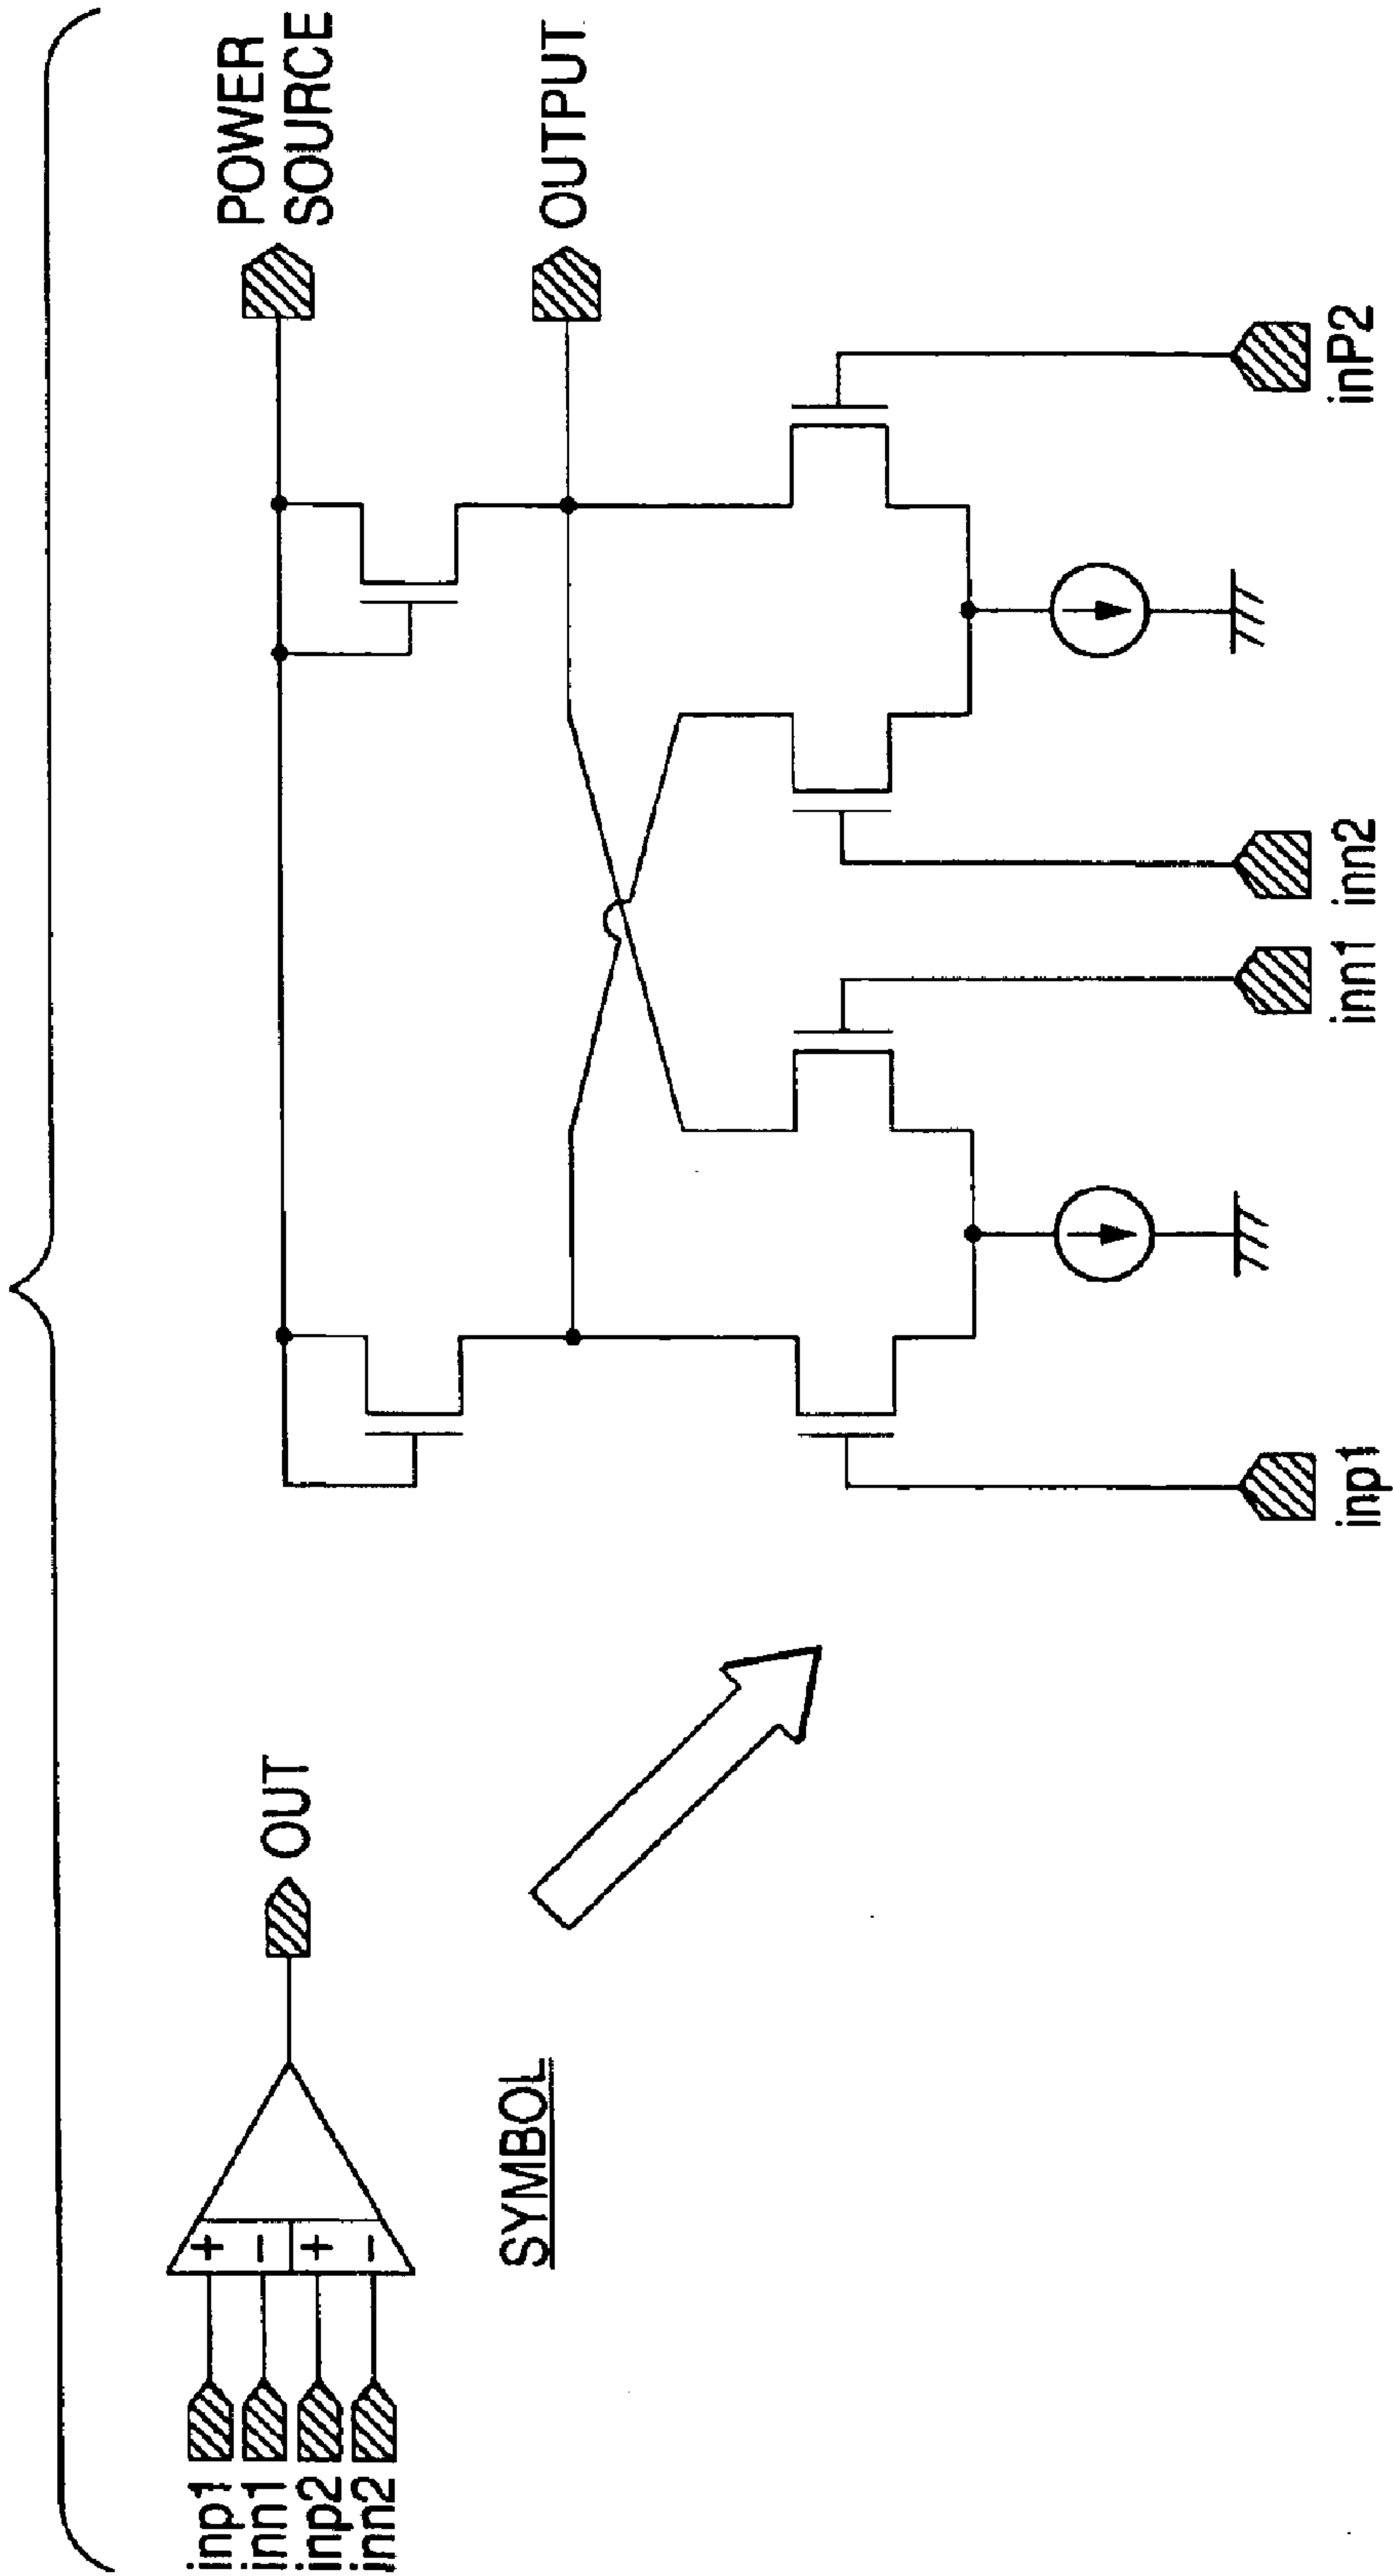 inp1
inn1
inp2
inn2
+
−
+
−
OUT
SYMBOL
POWER
SOURCE
OUTPUT
inp1
inn1
inn2
inP2